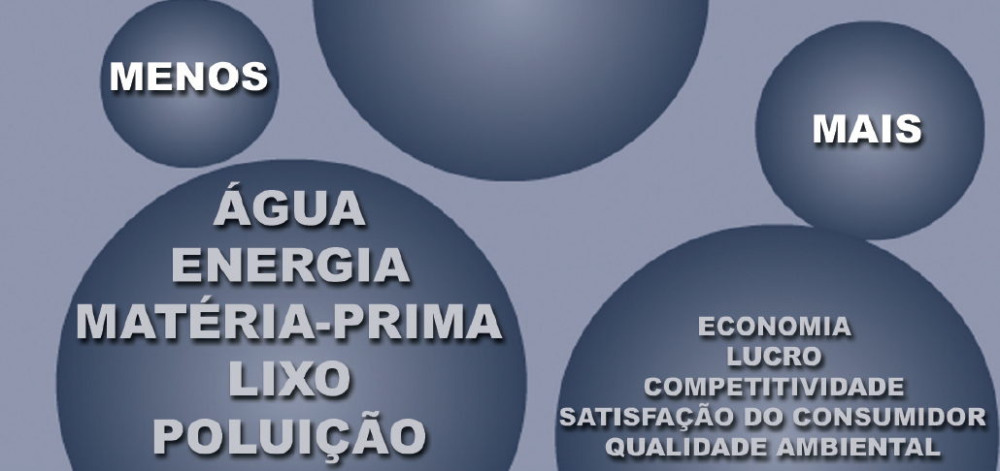 MENOS
ÁGUA
ENERGIA
MATÉRIA-PRIMA
LIXO
POLUIÇÃO
MAIS
ECONOMIA
LUCRO
COMPETITIVIDADE
SATISFAÇÃO DO CONSUMIDOR
QUALIDADE AMBIENTAL